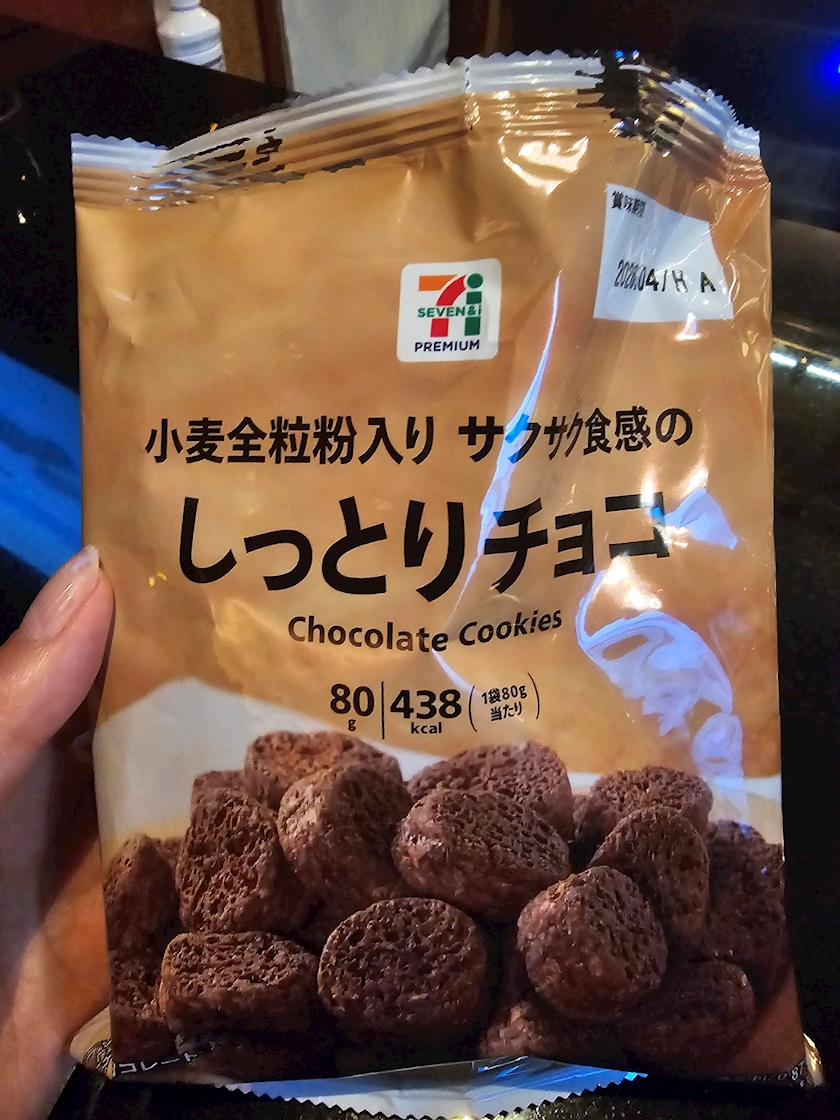 賞味期限
SEVEN&i
PREMIUM
小麦全粒粉入り サクサク食感の
しっとりチョコ
Chocolate Cookies
80g 438kcal (1袋80g当たり)